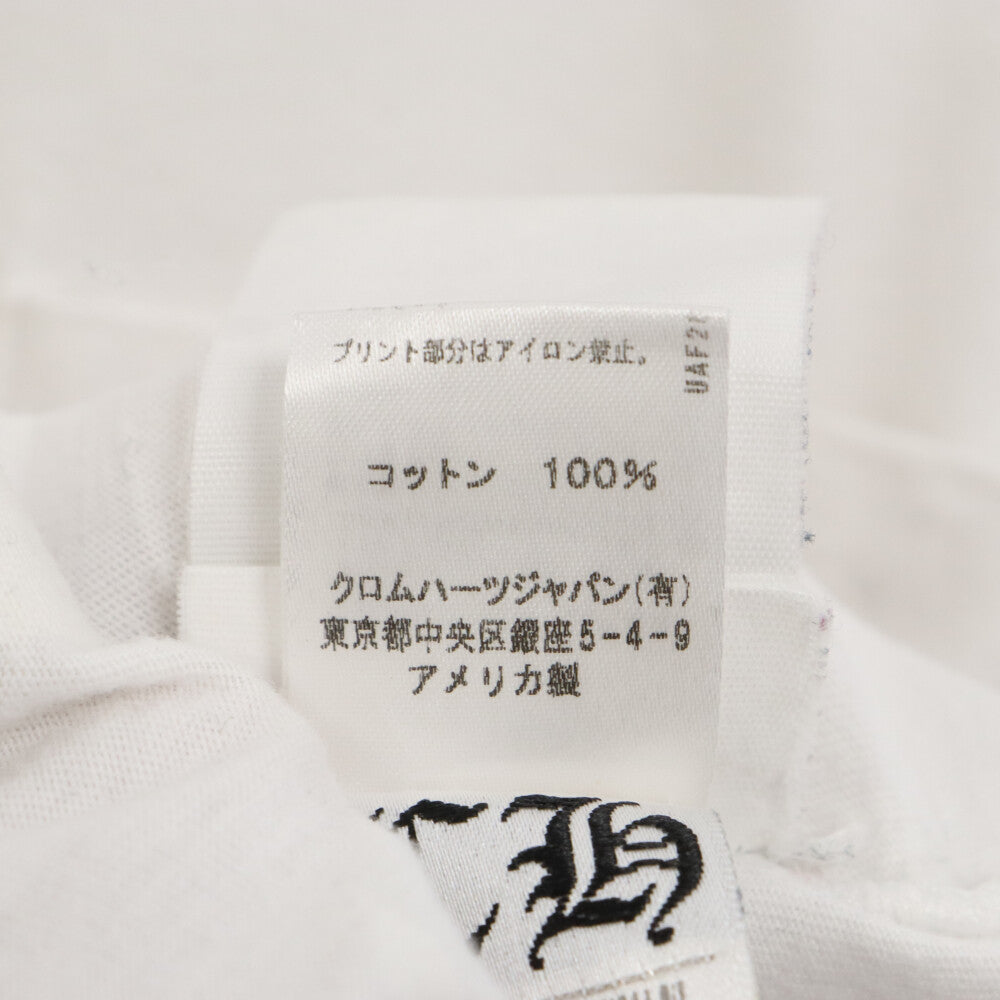 プリント部分はアイロン禁止。
コットン 100%
クロムハーツジャパン(有)
東京都中央区銀座5-4-9
アメリカ製
CH